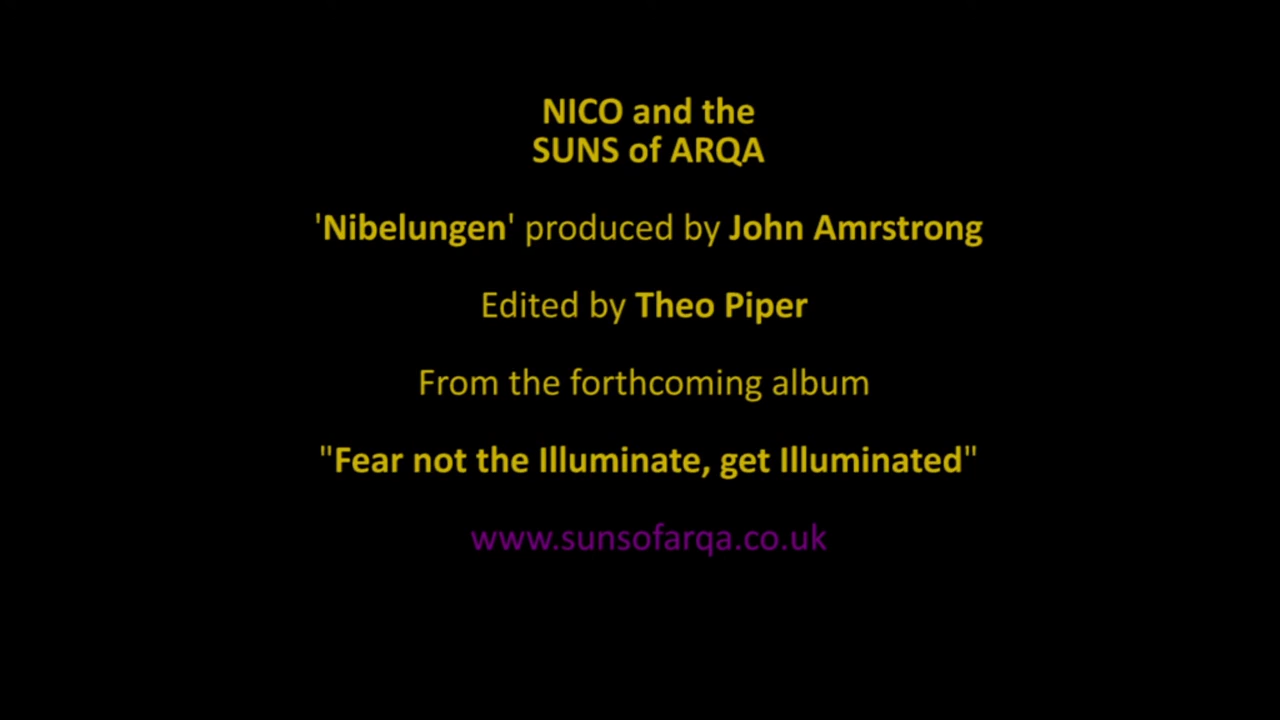 NICO and the
SUNS of ARQA
'Nibelungen' produced by John Amrstrong
Edited by Theo Piper
From the forthcoming album
"Fear not the Illuminate, get Illuminated"
www.sunsofarqa.co.uk